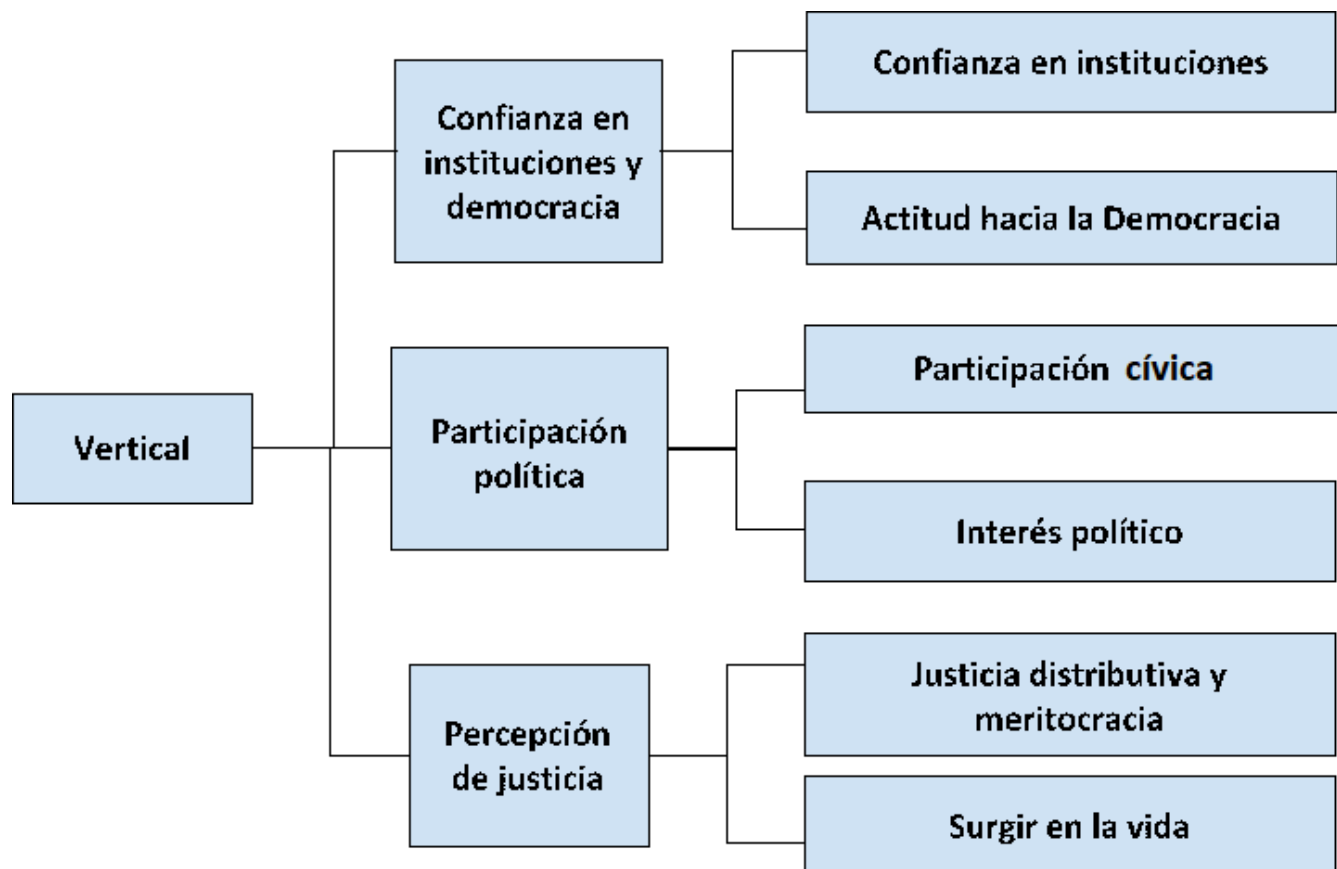 Confianza en instituciones
Confianza en
instituciones y
democracia
Actitud hacia la Democracia
Participación cívica
Vertical
Participación
política
Interés político
Justicia distributiva y
meritocracia
Percepción
de justicia
Surgir en la vida